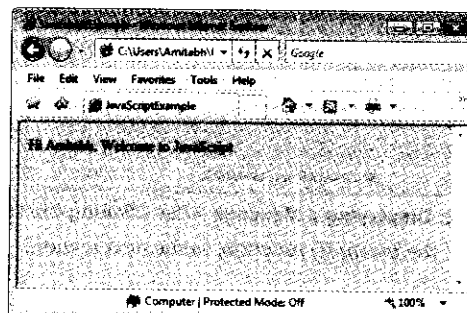 C:\Users\Amitabh\I Google
File Edit View Favorites Tools Help
JavaScriptExample
Hi Amitabh, Welcome to JavaScript
Computer | Protected Mode: Off 100%